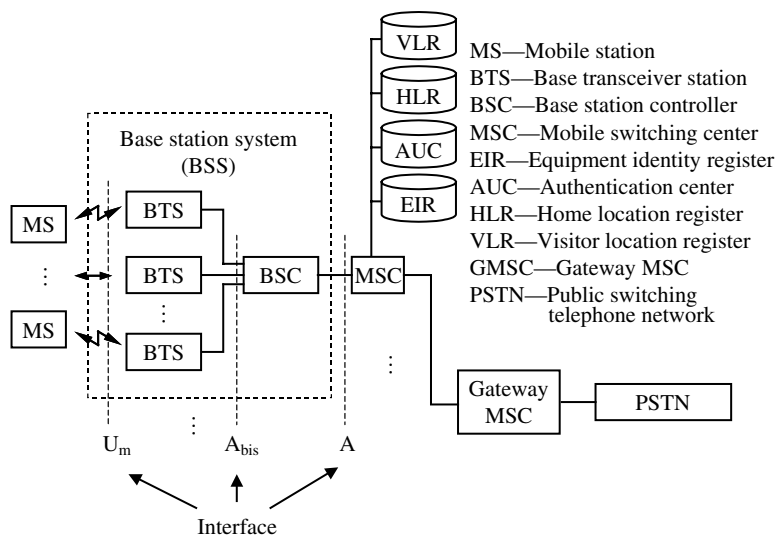 VLR
HLR
AUC
EIR
MS—Mobile station
BTS—Base transceiver station
BSC—Base station controller
MSC—Mobile switching center
EIR—Equipment identity register
AUC—Authentication center
HLR—Home location register
VLR—Visitor location register
GMSC—Gateway MSC
PSTN—Public switching
telephone network
Base station system
(BSS)
MS
BTS
⋮
BTS
BSC
MSC
⋮
MS
BTS
⋮
Gateway
MSC
PSTN
⋮
Um
Abis
A
Interface